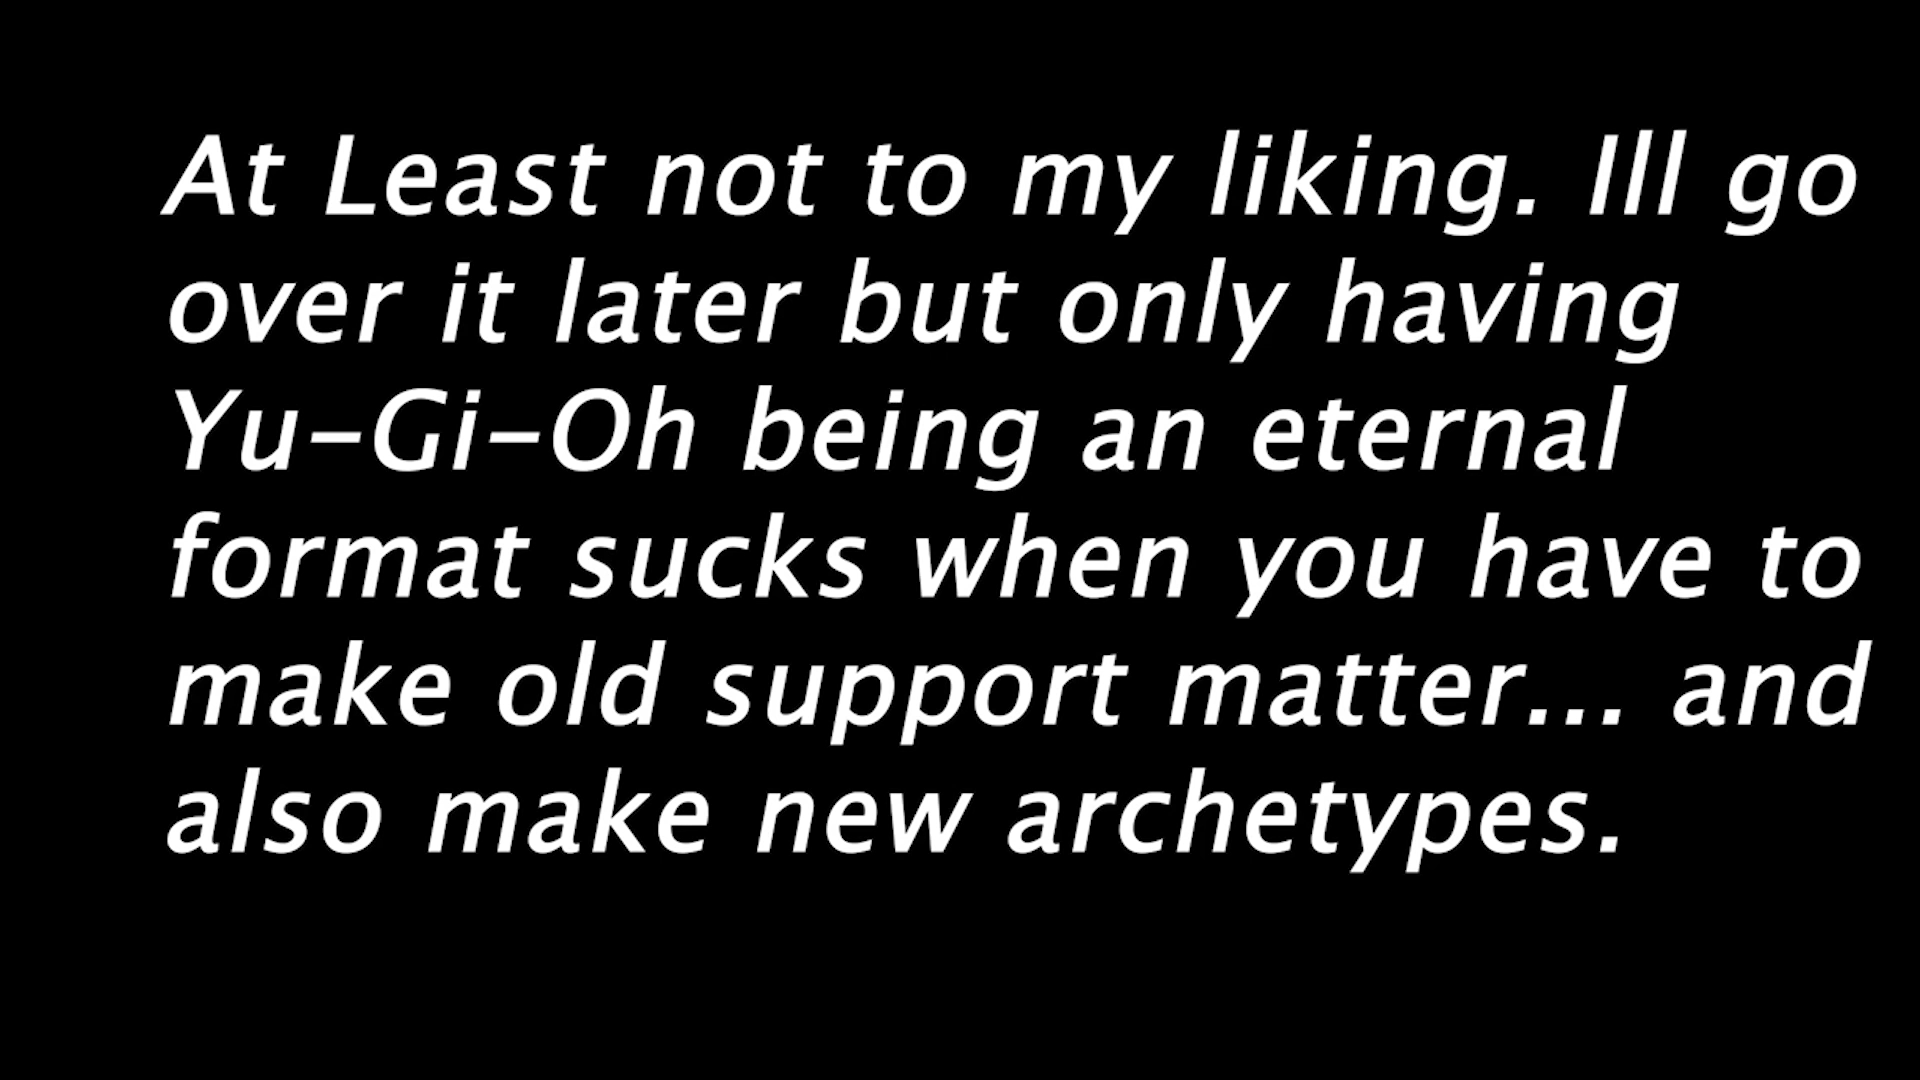 At Least not to my liking. Ill go
over it later but only having
Yu-Gi-Oh being an eternal
format sucks when you have to
make old support matter... and
also make new archetypes.